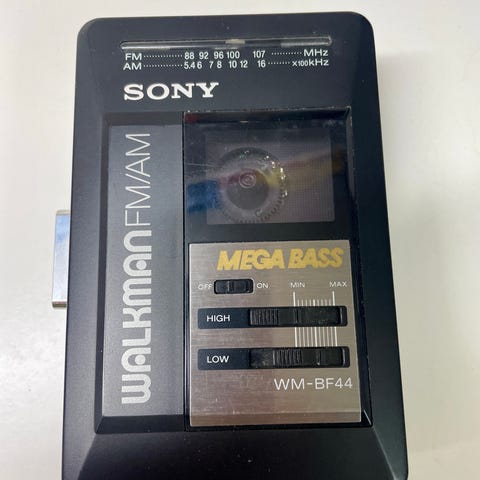 FM 88 92 96 100 107 MHz
AM 5.4 6 7 8 10 12 16 x100kHz
SONY
WALKMAN FM/AM
MEGA BASS
OFF ON MIN MAX
HIGH
LOW
WM-BF44